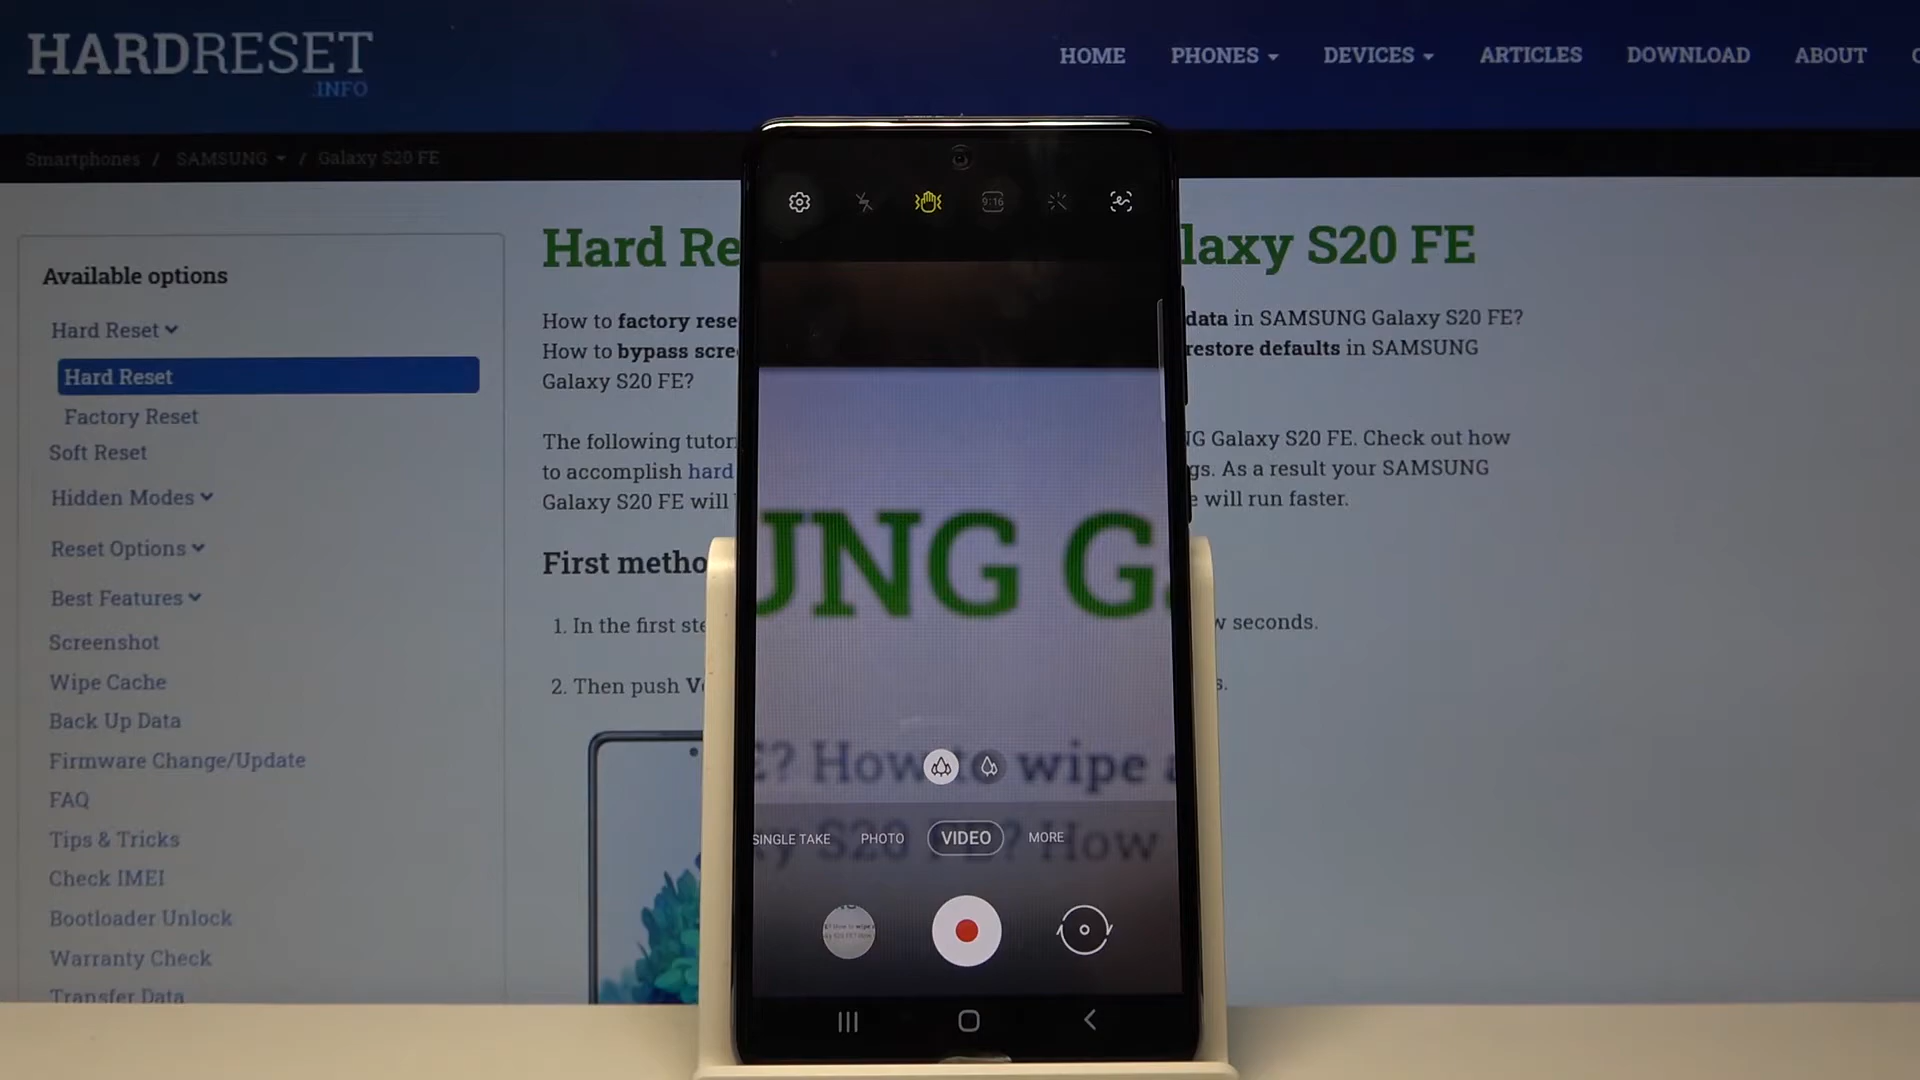 HARDRESET
.INFO
HOME PHONES DEVICES ARTICLES DOWNLOAD ABOUT
Smartphones / SAMSUNG / Galaxy S20 FE
Available options
Hard Reset
Hard Reset
Factory Reset
Soft Reset
Hidden Modes
Reset Options
Best Features
Screenshot
Wipe Cache
Back Up Data
Firmware Change/Update
FAQ
Tips & Tricks
Check IMEI
Bootloader Unlock
Warranty Check
Transfer Data
Hard Re laxy S20 FE
How to factory rese data in SAMSUNG Galaxy S20 FE?
How to bypass scre restore defaults in SAMSUNG
Galaxy S20 FE?
The following tutor NG Galaxy S20 FE. Check out how
to accomplish hard gs. As a result your SAMSUNG
Galaxy S20 FE will e will run faster.
First metho
1. In the first ste w seconds.
2. Then push V s.
9:16
UNG Ga
E? How to wipe a
xy S20 FE? How
SINGLE TAKE PHOTO VIDEO MORE